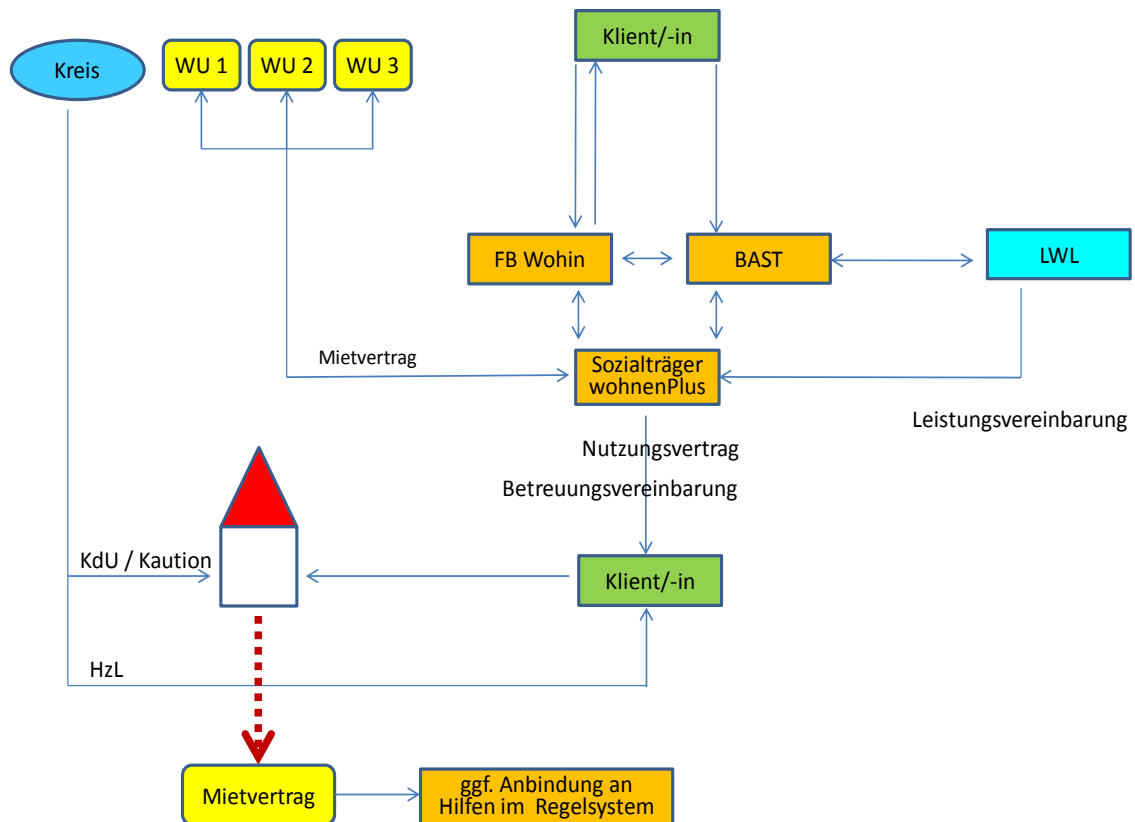 Klient/-in
Kreis
WU 1
WU 2
WU 3
FB Wohin
BAST
LWL
Mietvertrag
Sozialträger
wohnenPlus
Leistungsvereinbarung
Nutzungsvertrag
Betreuungsvereinbarung
KdU / Kaution
Klient/-in
HzL
Mietvertrag
ggf. Anbindung an
Hilfen im Regelsystem